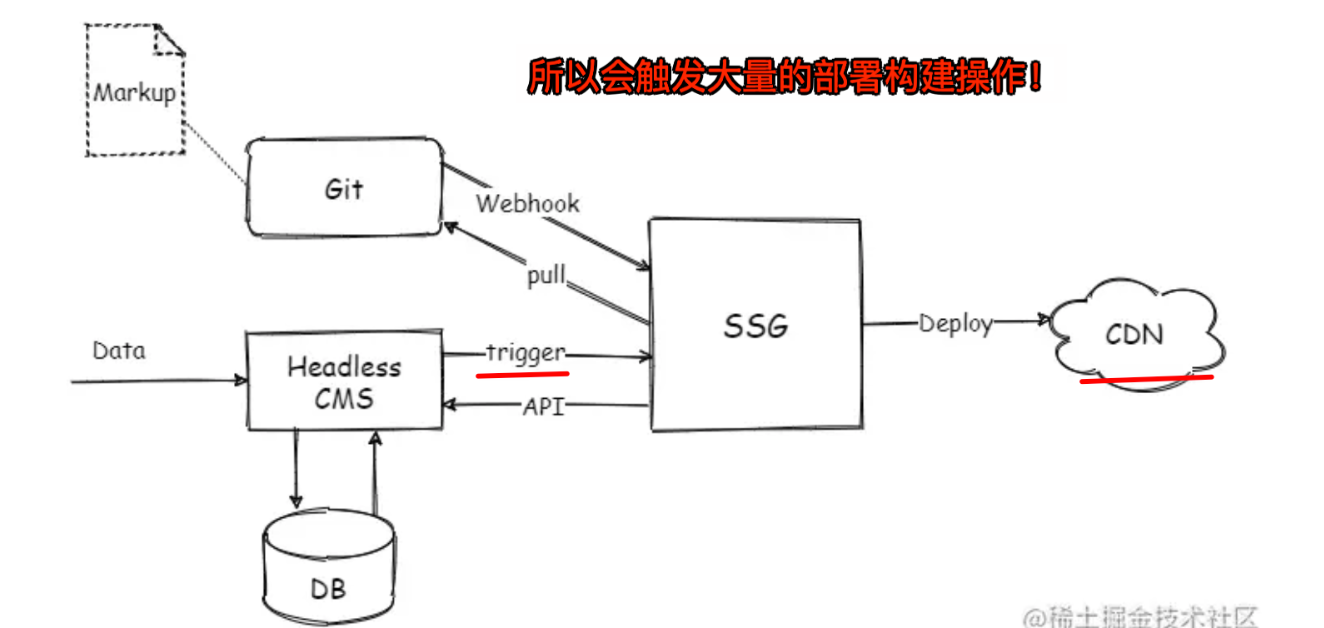 所以会触发大量的部署构建操作！
Markup
Git
Webhook
pull
SSG
Deploy
CDN
Data
Headless
CMS
trigger
API
DB
@稀土掘金技术社区